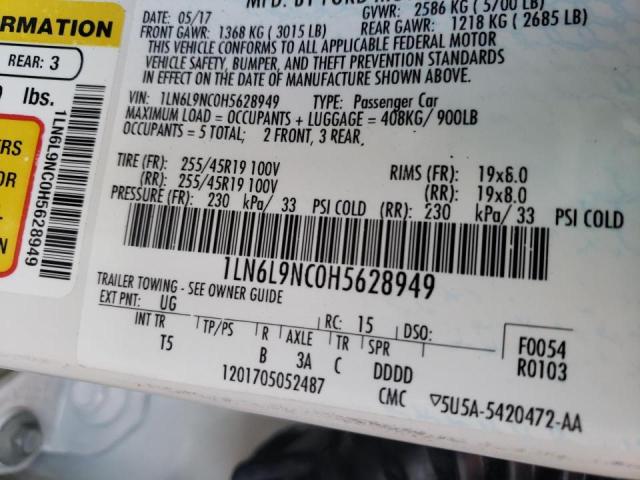 ORMATION
REAR: 3
lbs.
1LN6L9NC0H5628949
ERS
OR
N
MFD. BY FORD MO
DATE: 05/17 GVWR: 2586 KG (5700 LB)
FRONT GAWR: 1368 KG (3015 LB) REAR GAWR: 1218 KG (2685 LB)
THIS VEHICLE CONFORMS TO ALL APPLICABLE FEDERAL MOTOR
VEHICLE SAFETY, BUMPER, AND THEFT PREVENTION STANDARDS
IN EFFECT ON THE DATE OF MANUFACTURE SHOWN ABOVE.
VIN: 1LN6L9NC0H5628949 TYPE: Passenger Car
MAXIMUM LOAD = OCCUPANTS + LUGGAGE = 408KG/ 900LB
OCCUPANTS = 5 TOTAL; 2 FRONT, 3 REAR.
TIRE (FR): 255/45R19 100V RIMS (FR): 19x8.0
(RR): 255/45R19 100V (RR): 19x8.0
PRESSURE (FR): 230 kPa/ 33 PSI COLD (RR): 230 kPa/ 33 PSI COLD
1LN6L9NC0H5628949
TRAILER TOWING - SEE OWNER GUIDE
EXT PNT: UG RC: 15 DSO: F0054
INT TR TP/PS R AXLE TR SPR R0103
T5 B 3A C DDDD
1201705052487 CMC ▽5U5A-5420472-AA